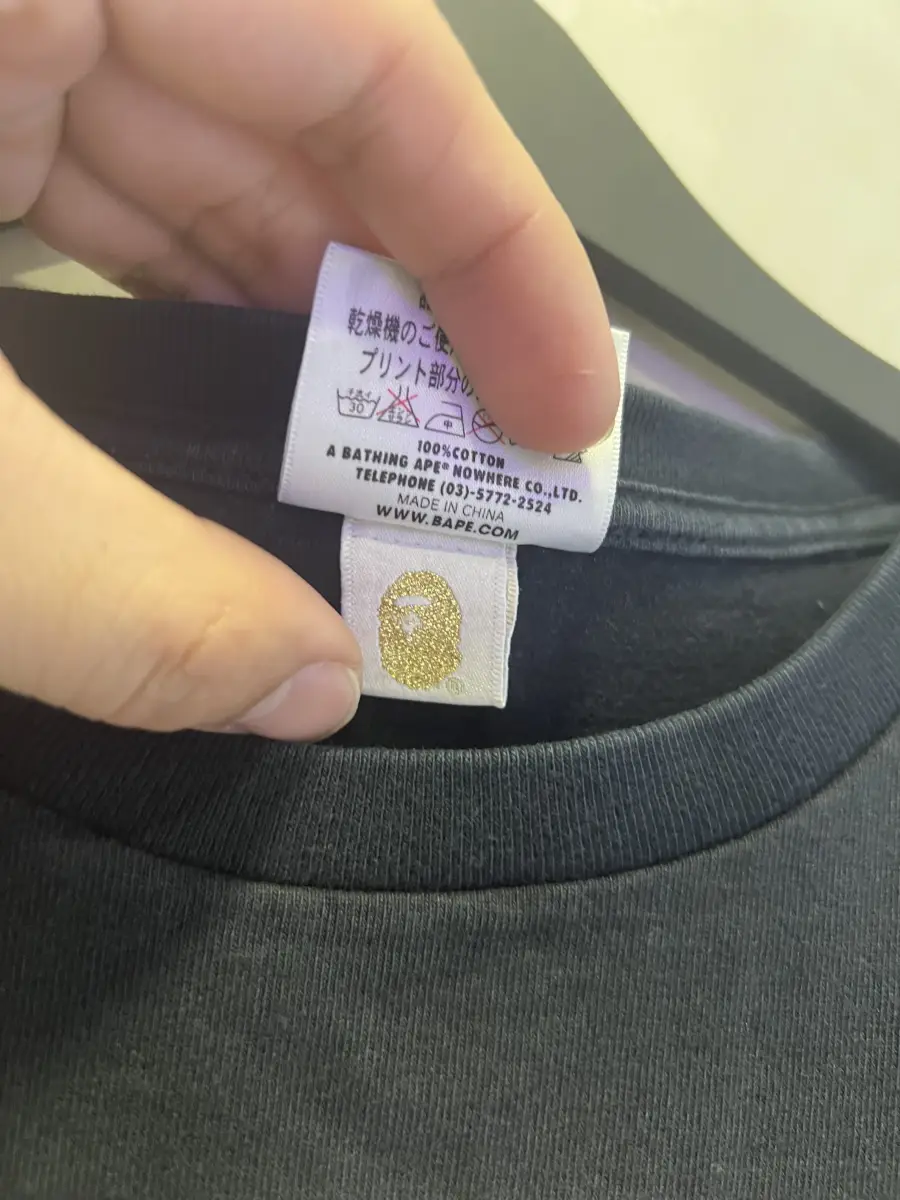 乾燥機のご使
プリント部分の
30
中
100%COTTON
A BATHING APE® NOWHERE CO.,LTD.
TELEPHONE (03)-5772-2524
MADE IN CHINA
WWW.BAPE.COM